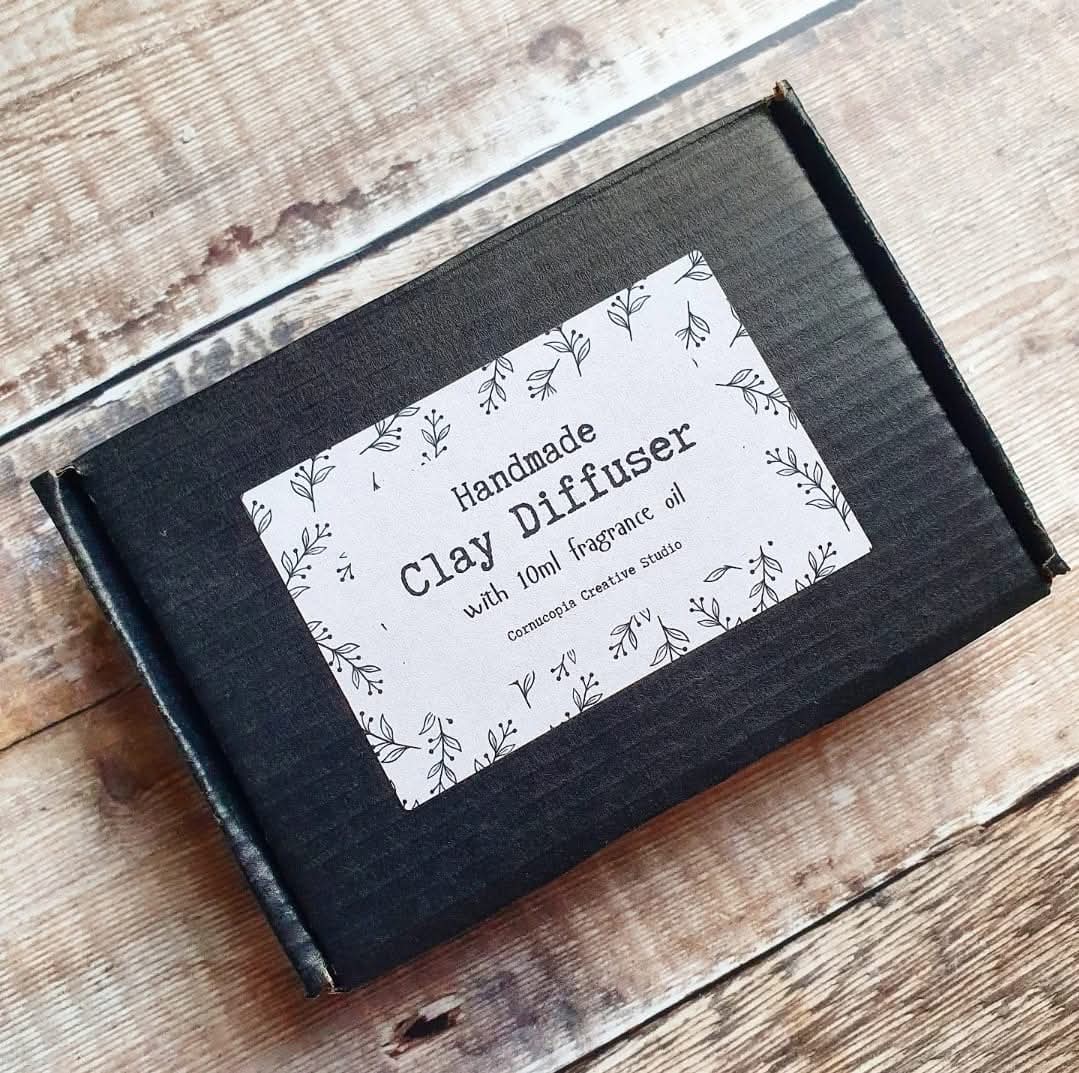 Handmade
Clay Diffuser
with 10ml fragrance oil
Cornucopia Creative Studio